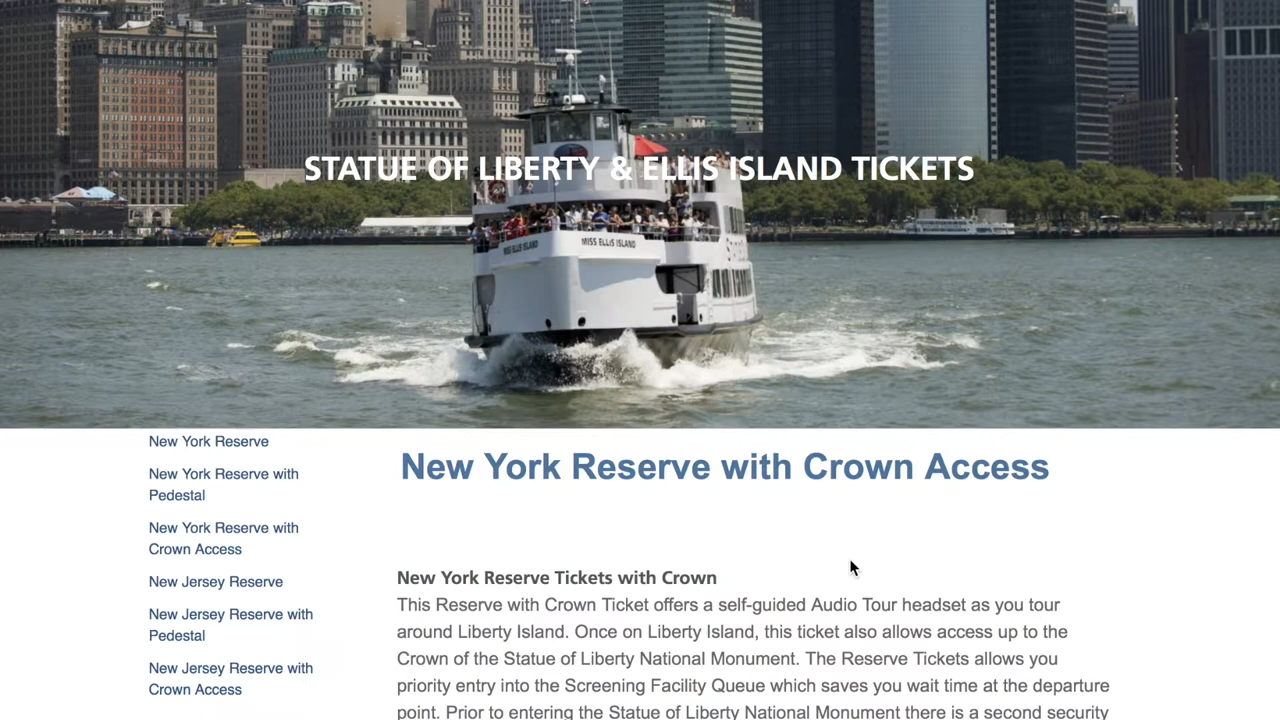 STATUE OF LIBERTY & ELLIS ISLAND TICKETS
MISS ELLIS ISLAND
MISS ELLIS ISLAND
New York Reserve
New York Reserve with
Pedestal
New York Reserve with
Crown Access
New Jersey Reserve
New Jersey Reserve with
Pedestal
New Jersey Reserve with
Crown Access
New York Reserve with Crown Access
New York Reserve Tickets with Crown
This Reserve with Crown Ticket offers a self-guided Audio Tour headset as you tour
around Liberty Island. Once on Liberty Island, this ticket also allows access up to the
Crown of the Statue of Liberty National Monument. The Reserve Tickets allows you
priority entry into the Screening Facility Queue which saves you wait time at the departure
point. Prior to entering the Statue of Liberty National Monument there is a second security